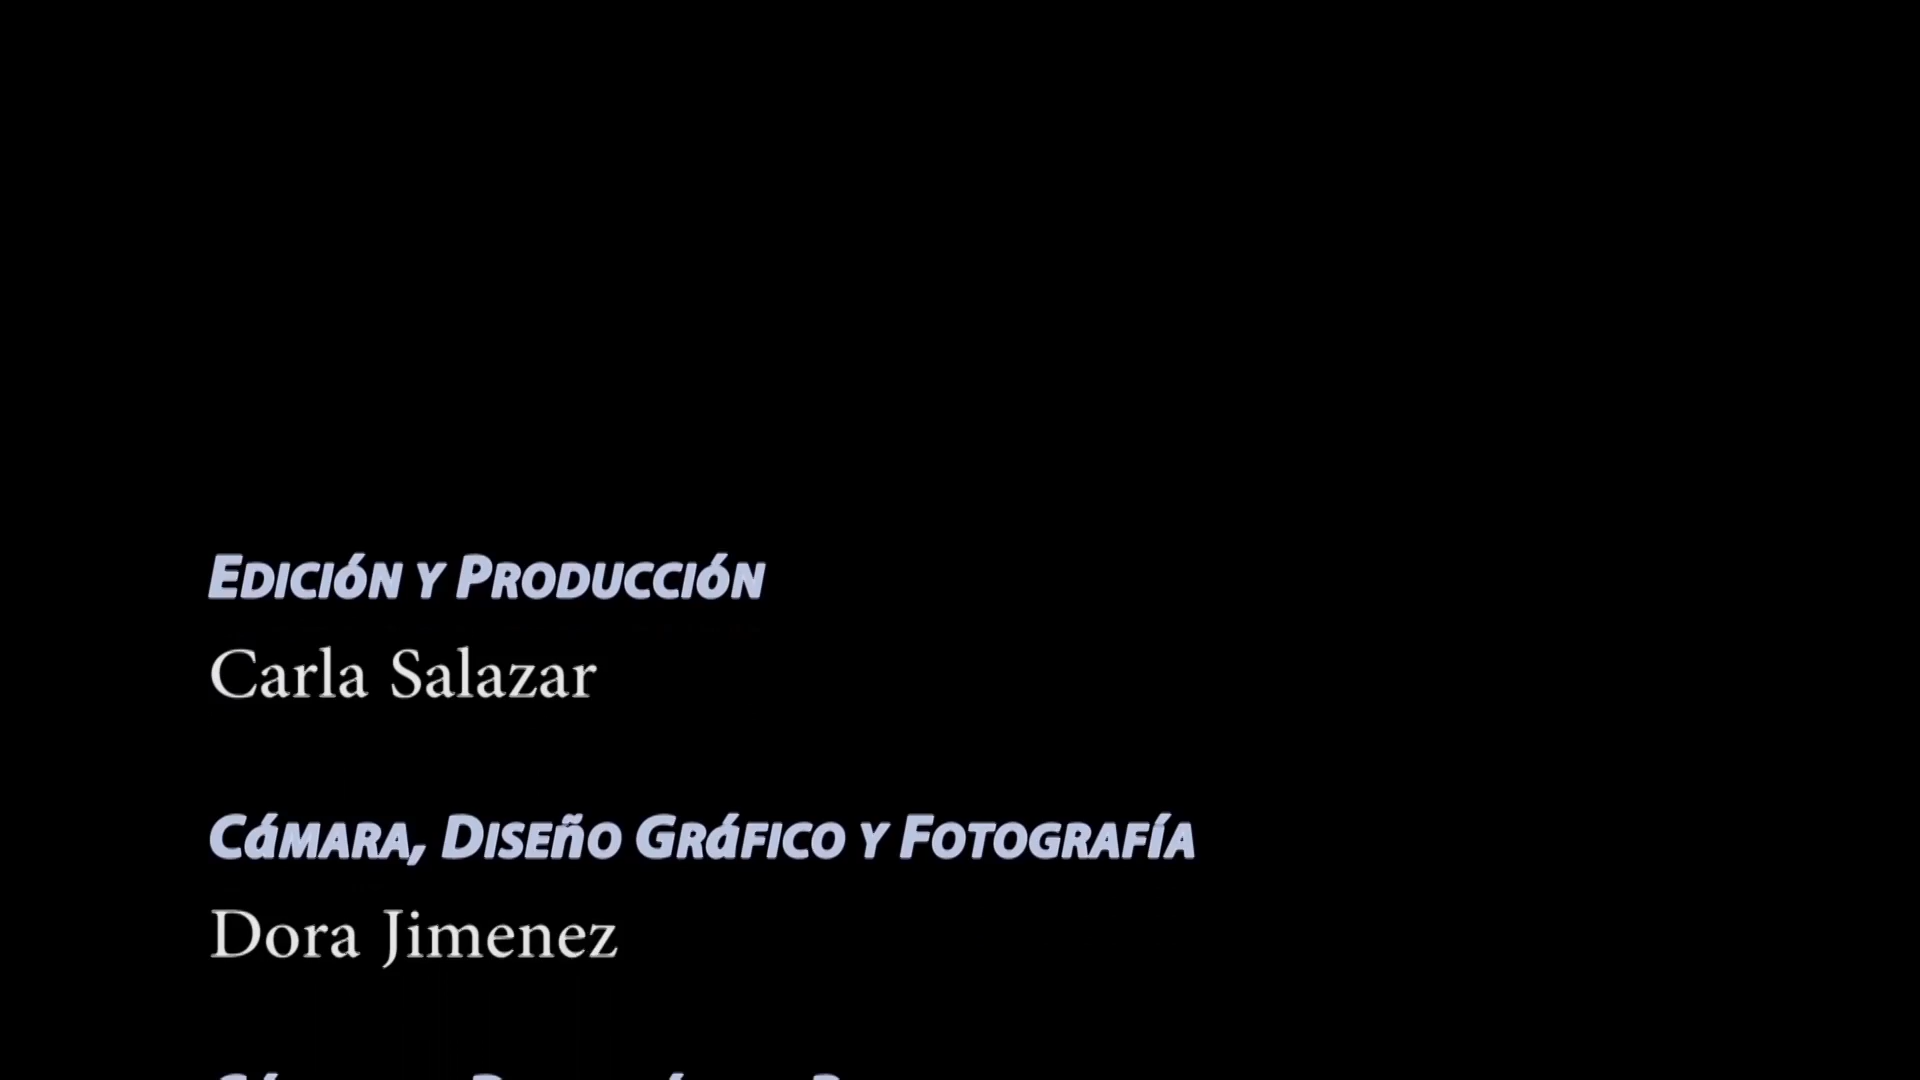 Edición y Producción
Carla Salazar
Cámara, Diseño Gráfico y Fotografía
Dora Jimenez